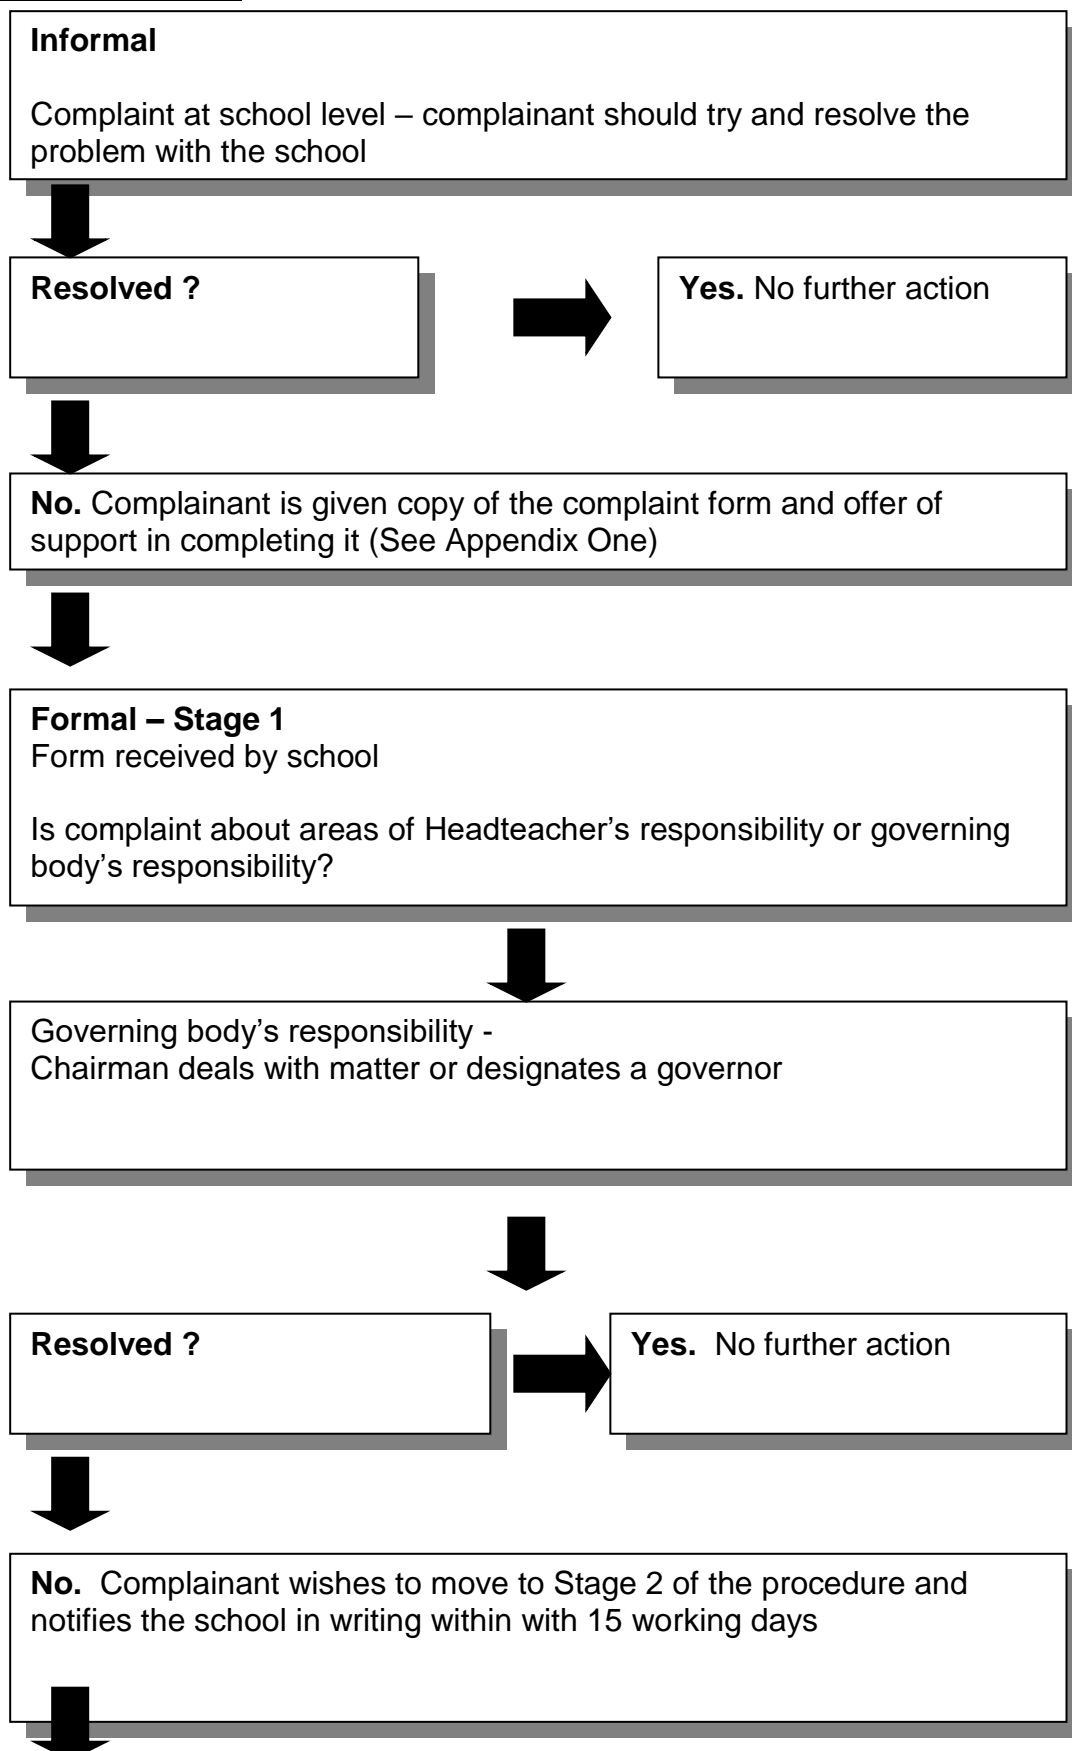 Informal
Complaint at school level – complainant should try and resolve the
problem with the school
Resolved ?
Yes. No further action
No. Complainant is given copy of the complaint form and offer of
support in completing it (See Appendix One)
Formal – Stage 1
Form received by school
Is complaint about areas of Headteacher’s responsibility or governing
body’s responsibility?
Governing body’s responsibility -
Chairman deals with matter or designates a governor
Resolved ?
Yes.  No further action
No.  Complainant wishes to move to Stage 2 of the procedure and
notifies the school in writing within with 15 working days